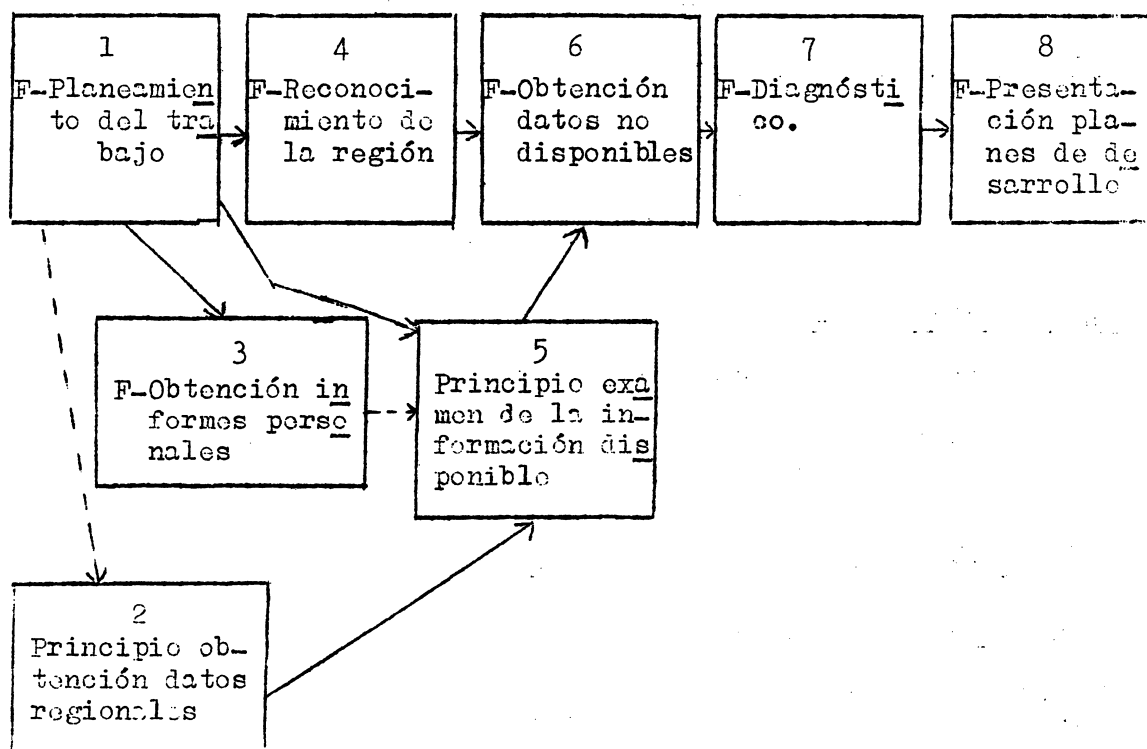 1
F-Planeamien
to del tra
bajo
4
F-Reconoci-
miento de
la región
6
F-Obtención
datos no
disponibles
7
F-Diagnósti
co.
8
F-Presenta-
ción pla-
nes de de
sarrollo
3
F-Obtención in
formes perso
nales
5
Principio exa
men de la in-
formación dis
ponible
2
Principio ob-
tención datos
regionales